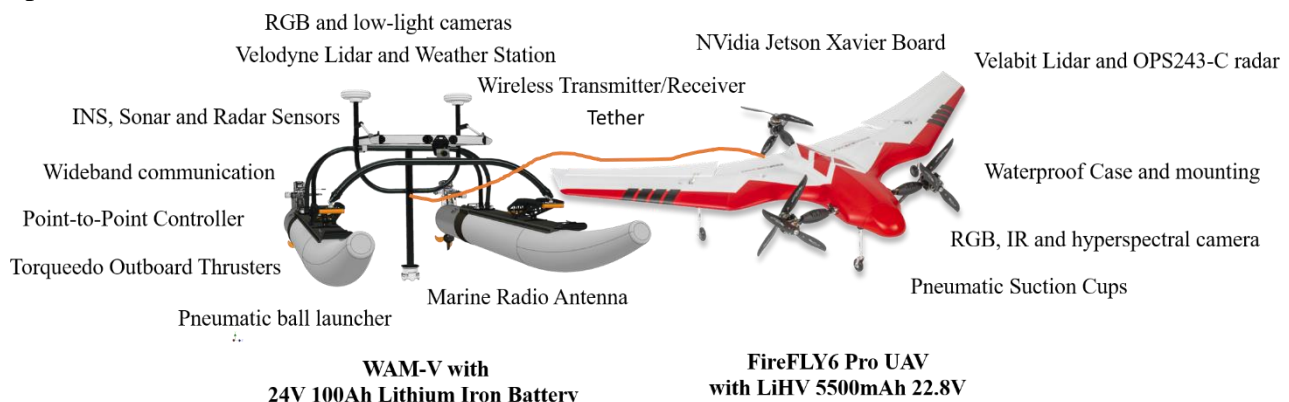 RGB and low-light cameras
Velodyne Lidar and Weather Station
Wireless Transmitter/Receiver
Tether
INS, Sonar and Radar Sensors
Wideband communication
Point-to-Point Controller
Torqueedo Outboard Thrusters
Pneumatic ball launcher
Marine Radio Antenna
WAM-V with
24V 100Ah Lithium Iron Battery
NVidia Jetson Xavier Board
Velabit Lidar and OPS243-C radar
Waterproof Case and mounting
RGB, IR and hyperspectral camera
Pneumatic Suction Cups
FireFLY6 Pro UAV
with LiHV 5500mAh 22.8V